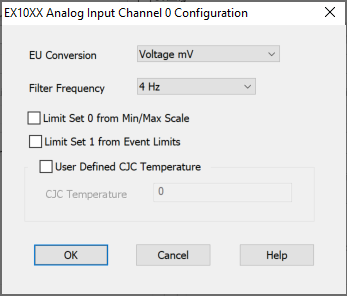 EX10XX Analog Input Channel 0 Configuration
EU Conversion Voltage mV
Filter Frequency 4 Hz
Limit Set 0 from Min/Max Scale
Limit Set 1 from Event Limits
User Defined CJC Temperature
CJC Temperature 0
OK Cancel Help